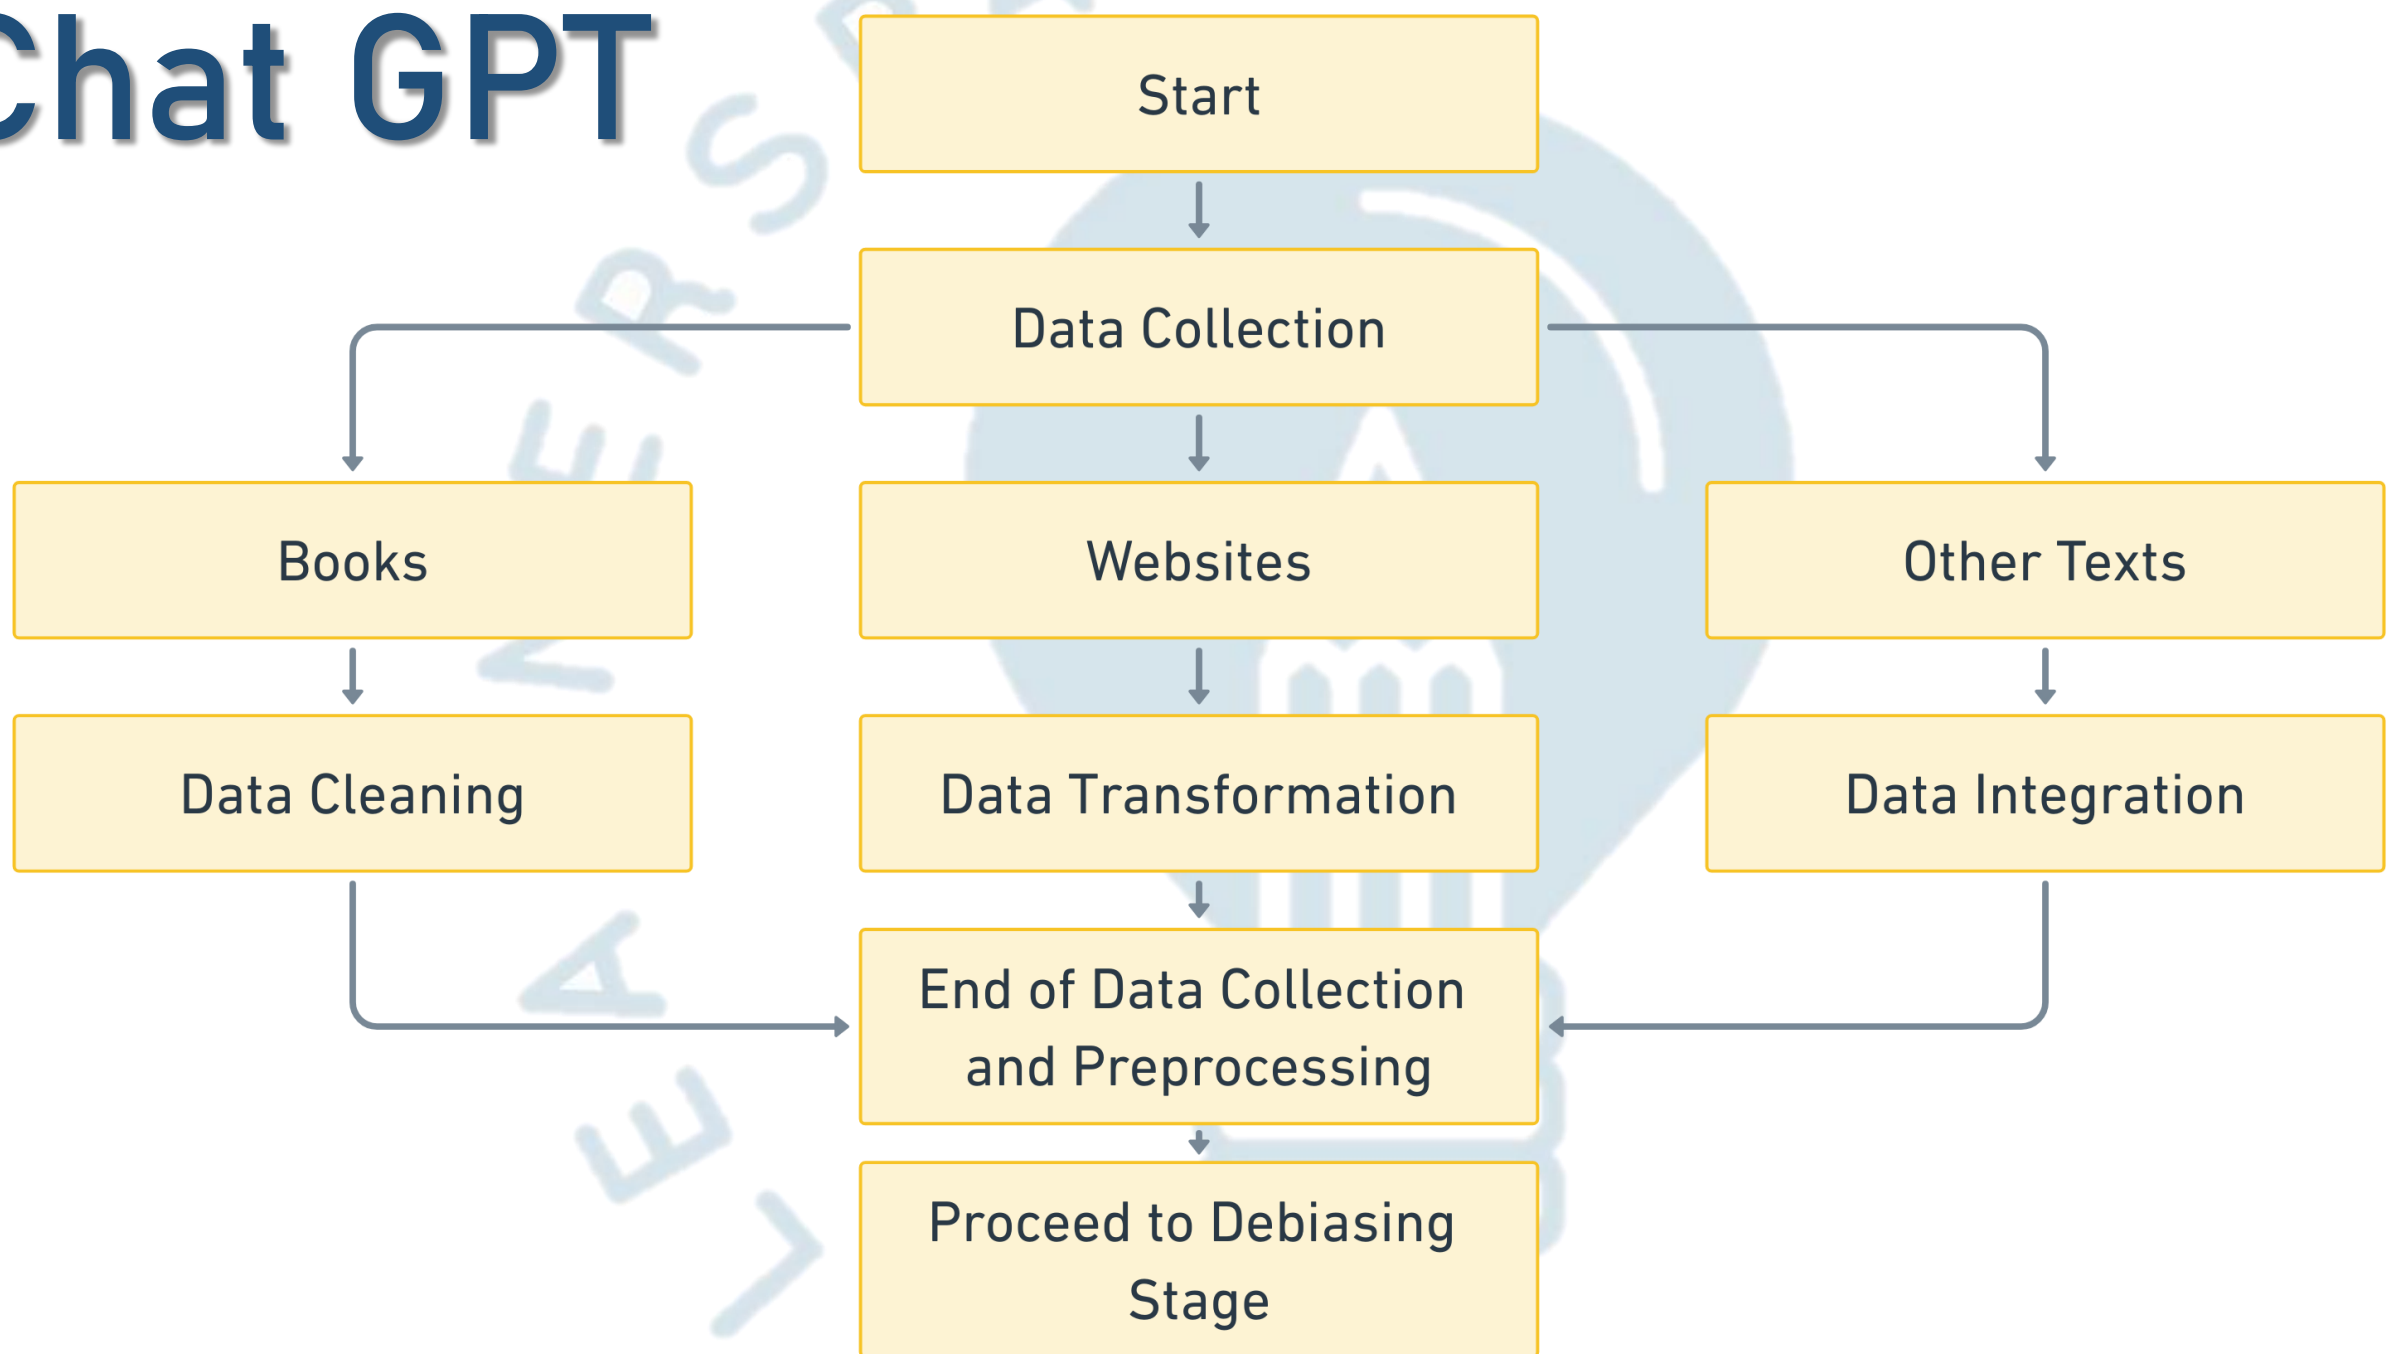 Chat GPT
Start
Data Collection
Books
Websites
Other Texts
Data Cleaning
Data Transformation
Data Integration
End of Data Collection
and Preprocessing
Proceed to Debiasing
Stage